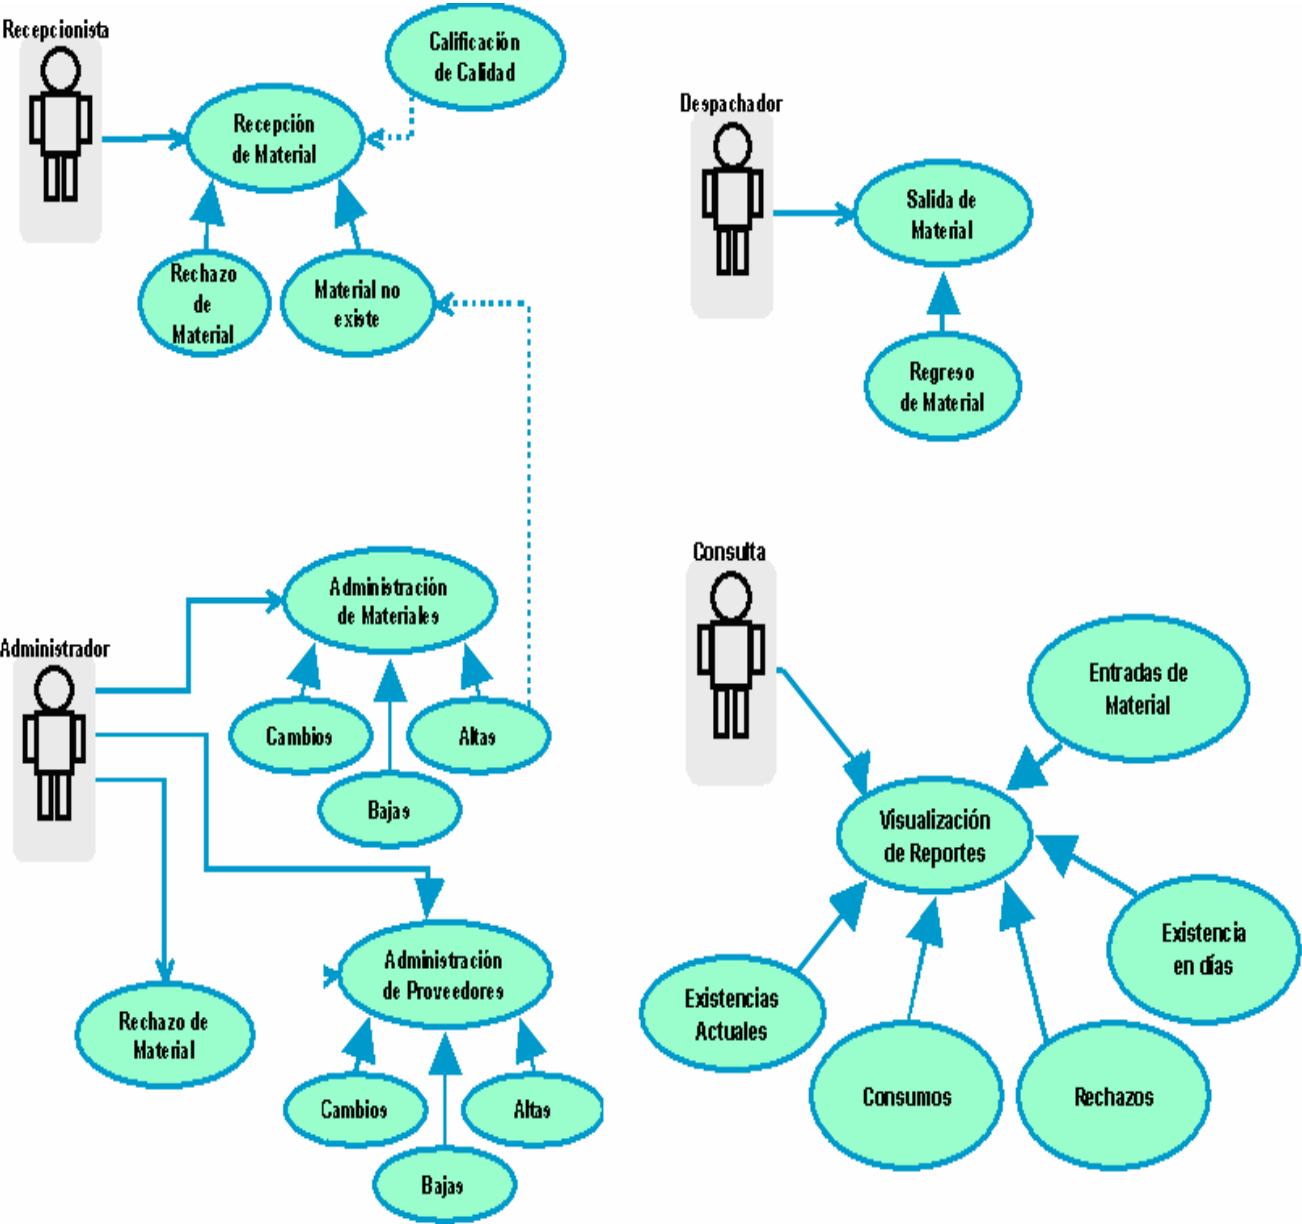 Recepcionista
Calificación
de Calidad
Recepción
de Material
Rechazo
de
Material
Material no
existe
Despachador
Salida de
Material
Regreso
de Material
Administrador
Administración
de Materiales
Cambios
Altas
Bajas
Administración
de Proveedores
Cambios
Altas
Bajas
Rechazo de
Material
Consulta
Entradas de
Material
Visualización
de Reportes
Existencia
en días
Existencias
Actuales
Consumos
Rechazos